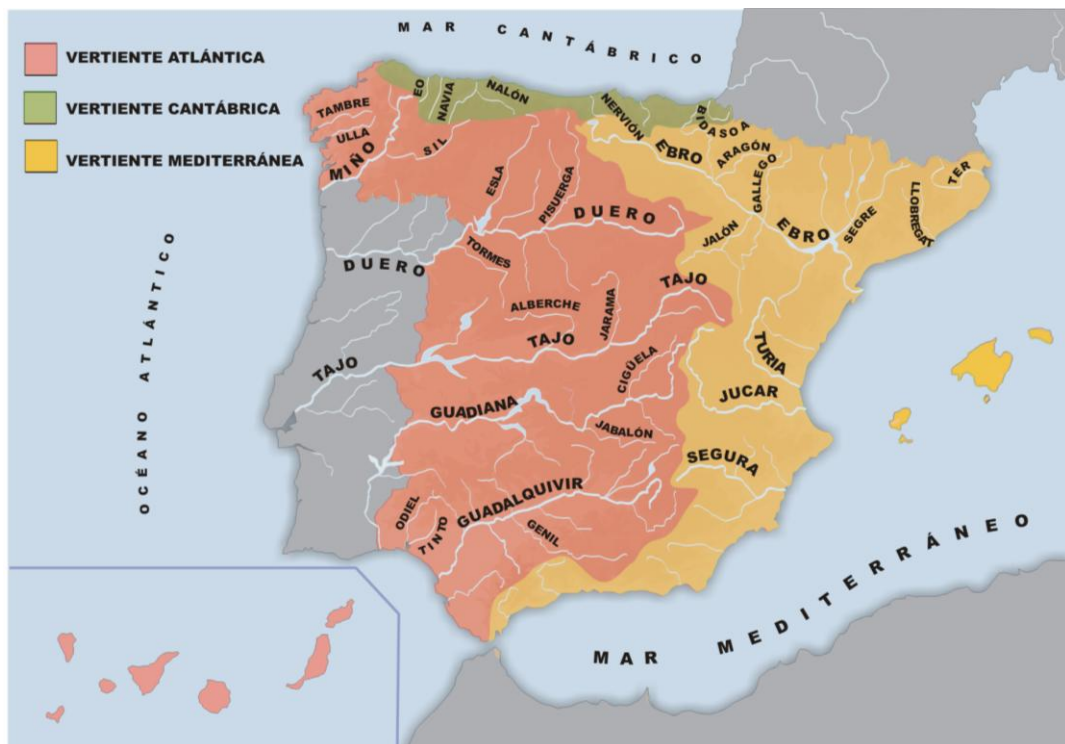 MAR CANTÁBRICO
VERTIENTE ATLÁNTICA
VERTIENTE CANTÁBRICA
VERTIENTE MEDITERRÁNEA
OCÉANO ATLÁNTICO
TAMBRE
ULLA
MIÑO
SIL
EO
NAVIA
NALÓN
NERVIÓN
BIDASOA
EBRO
ARAGÓN
GALLEGO
EBRO
SEGRE
LLOBREGAT
TER
ESLA
PISUERGA
DUERO
JALÓN
DUERO
TORMES
ALBERCHE
JARAMA
TAJO
TAJO
TAJO
CIGÜELA
TURIA
JUCAR
GUADIANA
JABALÓN
SEGURA
GUADALQUIVIR
ODIEL
TINTO
GENIL
MAR MEDITERRÁNEO